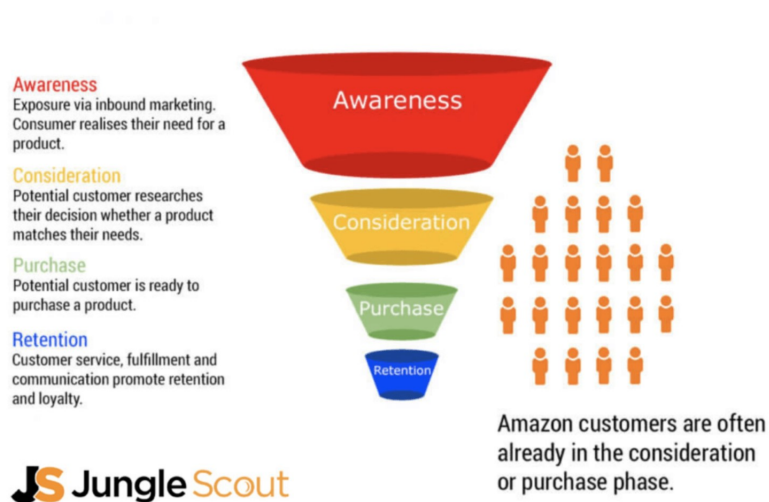 Awareness
Exposure via inbound marketing.
Consumer realises their need for a
product.
Consideration
Potential customer researches
their decision whether a product
matches their needs.
Purchase
Potential customer is ready to
purchase a product.
Retention
Customer service, fulfillment and
communication promote retention
and loyalty.
Awareness
Consideration
Purchase
Retention
Amazon customers are often
already in the consideration
or purchase phase.
JS Jungle Scout